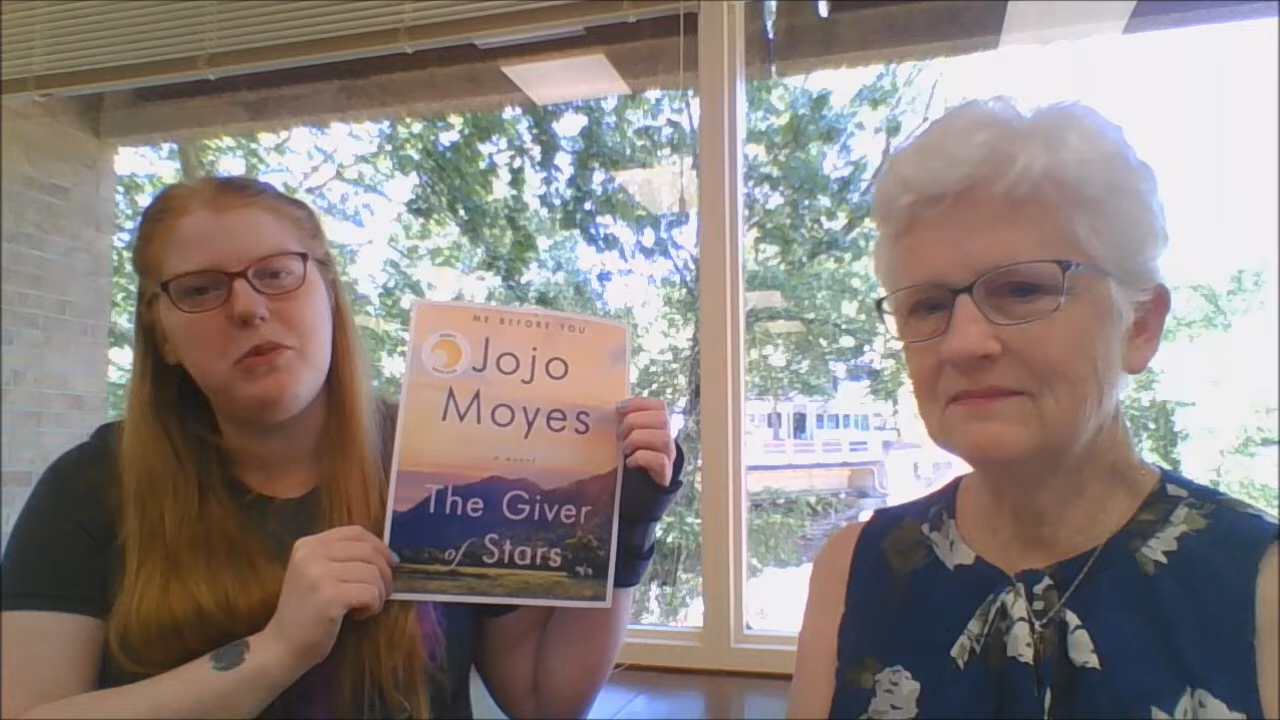 ME BEFORE YOU
Jojo
Moyes
a novel
The Giver
of Stars